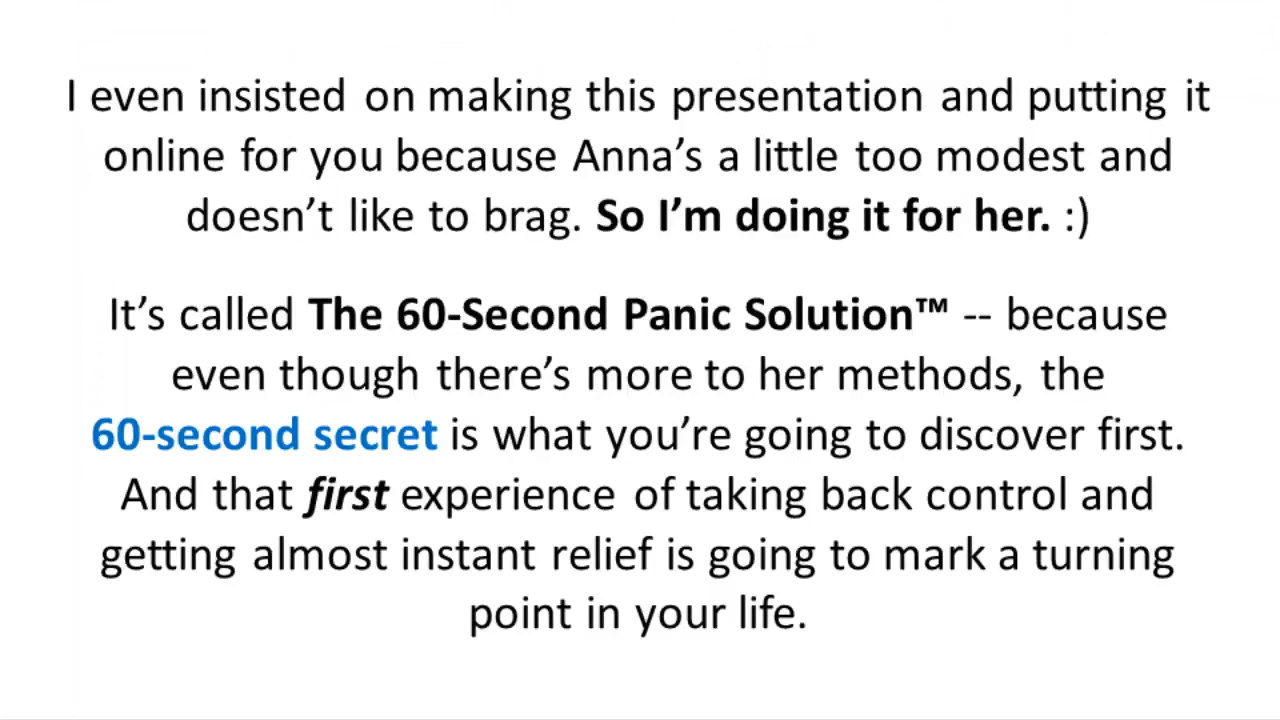 I even insisted on making this presentation and putting it
online for you because Anna’s a little too modest and
doesn’t like to brag. So I’m doing it for her. :)
It’s called The 60-Second Panic Solution™ -- because
even though there’s more to her methods, the
60-second secret is what you’re going to discover first.
And that first experience of taking back control and
getting almost instant relief is going to mark a turning
point in your life.